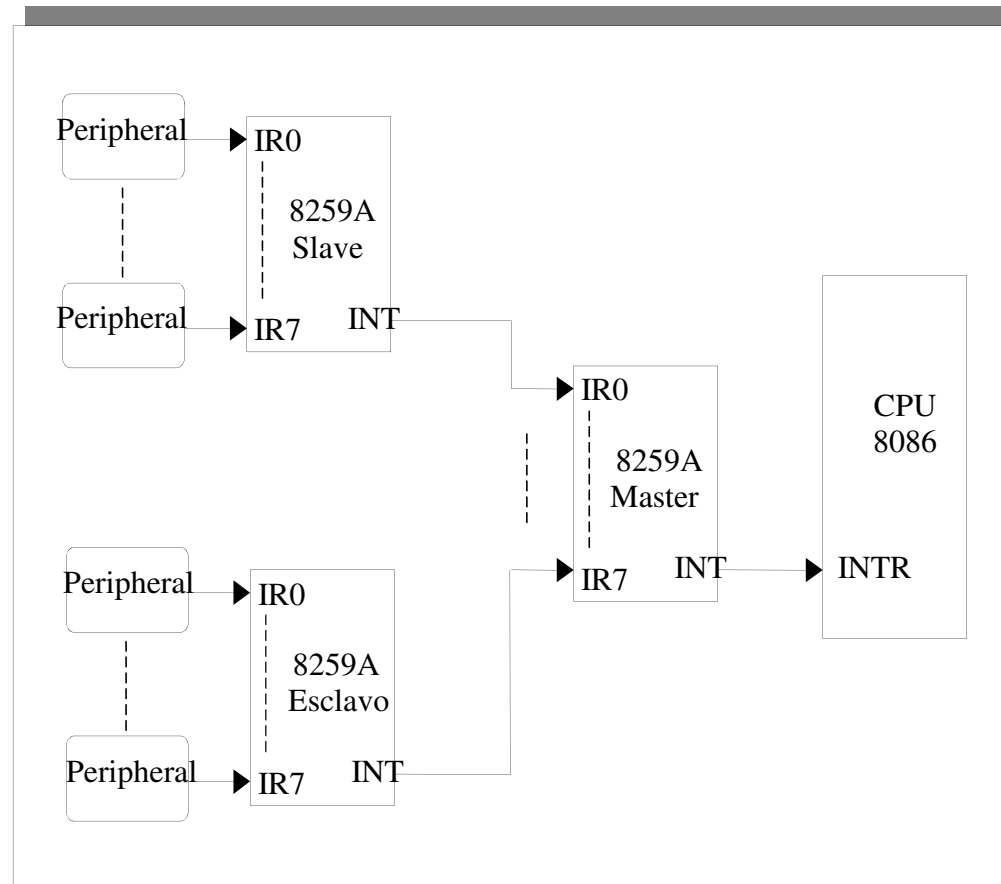 Peripheral
IR0
8259A
Slave
Peripheral
IR7
INT
IR0
8259A
Master
IR7
INT
CPU
8086
INTR
Peripheral
IR0
8259A
Esclavo
Peripheral
IR7
INT